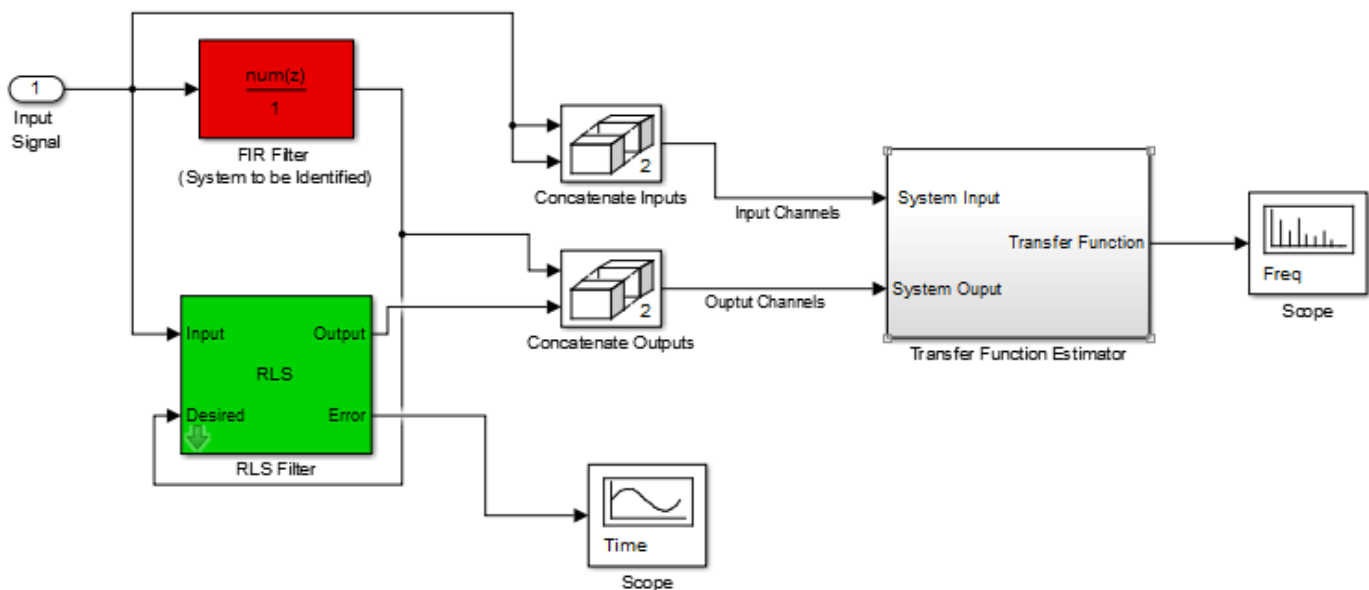 1
Input
Signal
num(z)
1
FIR Filter
(System to be Identified)
2
Concatenate Inputs
Input Channels
System Input
Transfer Function
System Ouput
Transfer Function Estimator
Freq
Scope
2
Concatenate Outputs
Ouptut Channels
Input
Output
RLS
Desired
Error
RLS Filter
Time
Scope